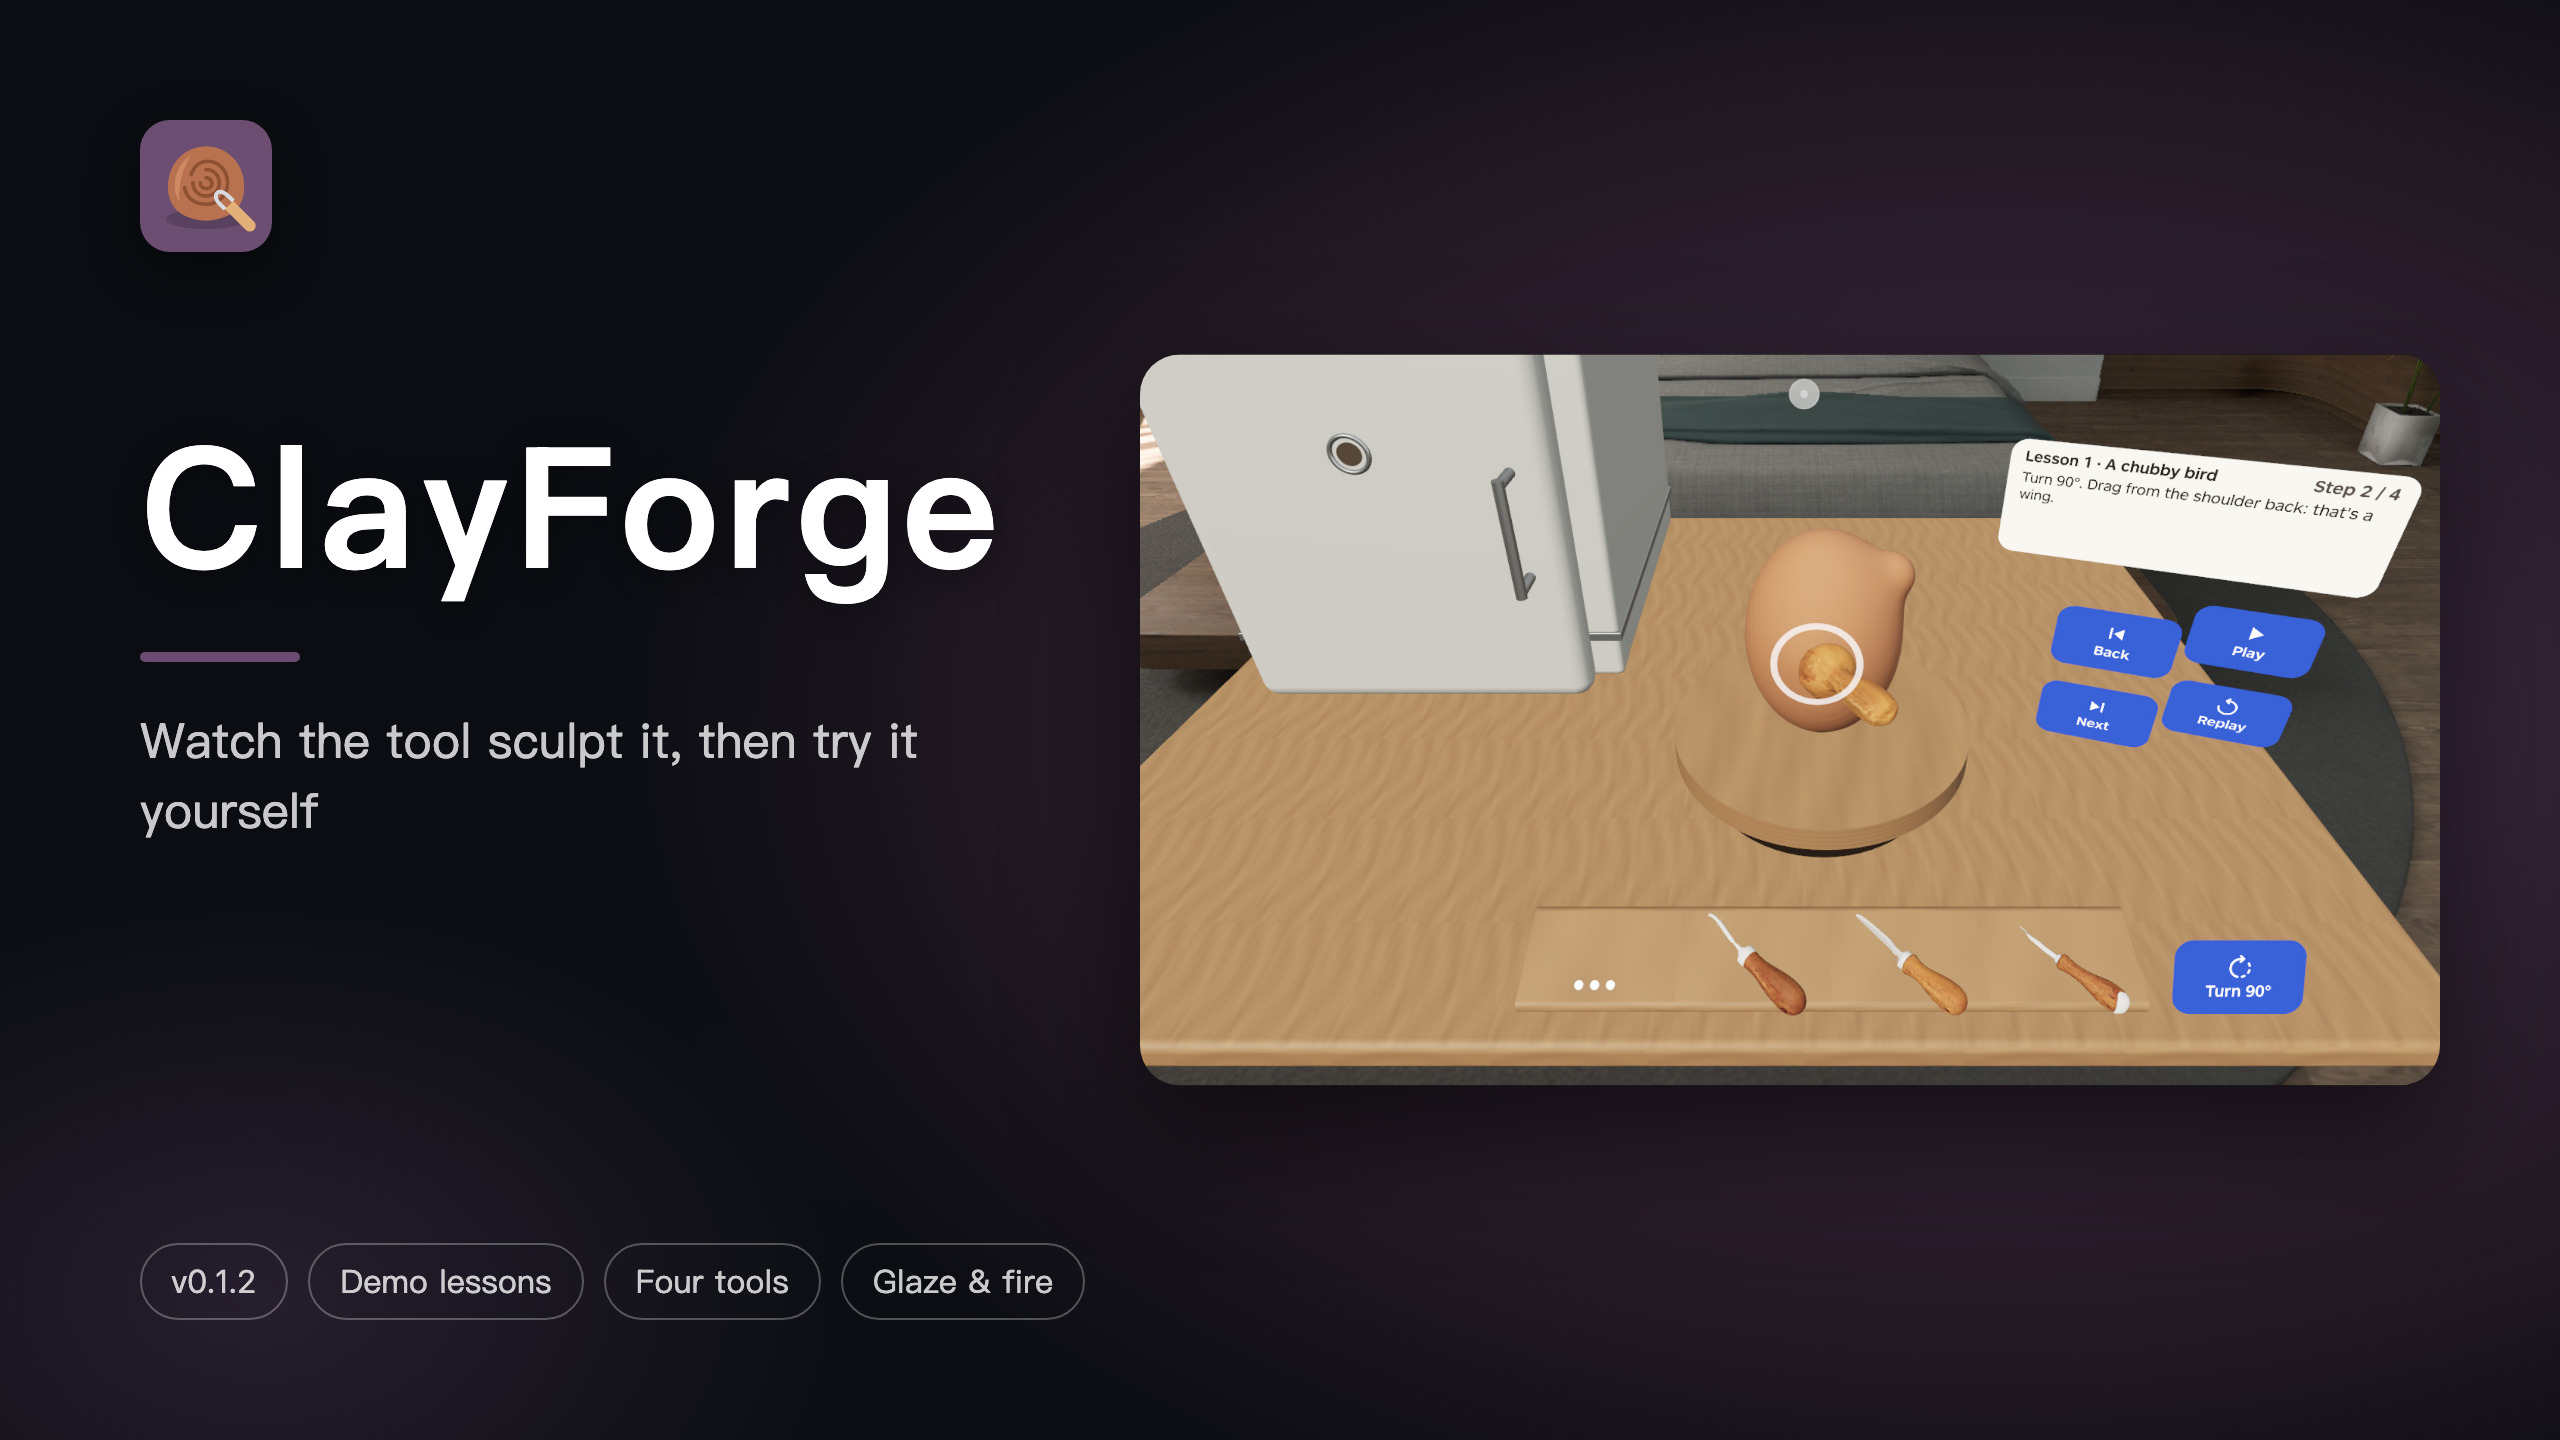 ClayForge
Watch the tool sculpt it, then try it
yourself
Lesson 1 · A chubby bird
Step 2 / 4
Turn 90°. Drag from the shoulder back: that's a
wing.
Back
Play
Next
Replay
Turn 90°
v0.1.2
Demo lessons
Four tools
Glaze & fire